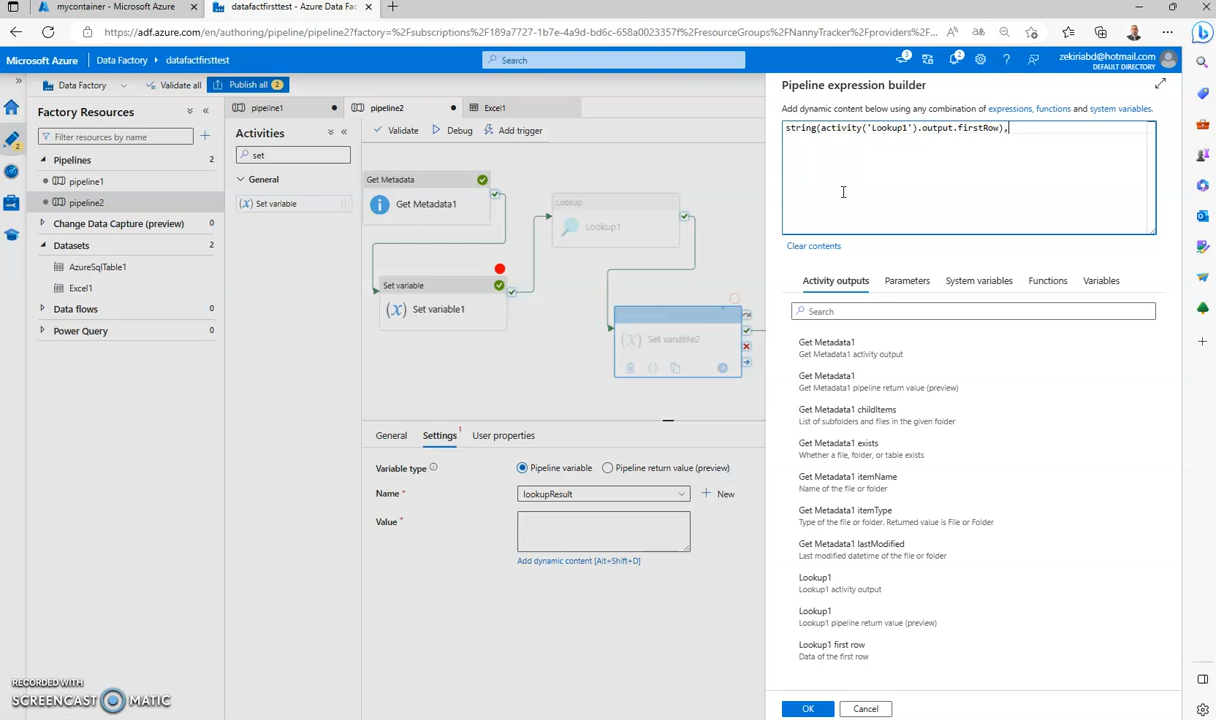 mycontainer - Microsoft Azure
datafactfirsttest - Azure Data Fac
https://adf.azure.com/en/authoring/pipeline/pipeline2?factory=%2Fsubscriptions%2F189a7727-1b7e-4a9d-bd6c-658a0023357f%2FresourceGroups%2FNannyTracker%2Fproviders%2...
Microsoft Azure
Data Factory
datafactfirsttest
Search
3
2
zekiriabd@hotmail.com
DEFAULT DIRECTORY
Data Factory
Validate all
Publish all
2
Factory Resources
Filter resources by name
Pipelines
2
pipeline1
pipeline2
Change Data Capture (preview)
Datasets
2
AzureSqlTable1
Excel1
Data flows
Power Query
2
pipeline1
pipeline2
Excel1
Activities
set
General
(x) Set variable
Validate
Debug
Add trigger
Get Metadata
Get Metadata1
Set variable
(x) Set variable1
Lookup
Lookup1
(x) Set variable2
General
Settings
1
User properties
Variable type
Pipeline variable
Pipeline return value (preview)
Name *
lookupResult
New
Value *
Add dynamic content [Alt+Shift+D]
Pipeline expression builder
Add dynamic content below using any combination of expressions, functions and system variables.
string(activity('Lookup1').output.firstRow),
Clear contents
Activity outputs
Parameters
System variables
Functions
Variables
Search
Get Metadata1
Get Metadata1 activity output
Get Metadata1
Get Metadata1 pipeline return value (preview)
Get Metadata1 childItems
List of subfolders and files in the given folder
Get Metadata1 exists
Whether a file, folder, or table exists
Get Metadata1 itemName
Name of the file or folder
Get Metadata1 itemType
Type of the file or folder. Returned value is File or Folder
Get Metadata1 lastModified
Last modified datetime of the file or folder
Lookup1
Lookup1 activity output
Lookup1
Lookup1 pipeline return value (preview)
Lookup1 first row
Data of the first row
OK
Cancel
RECORDED WITH
SCREENCAST MATIC